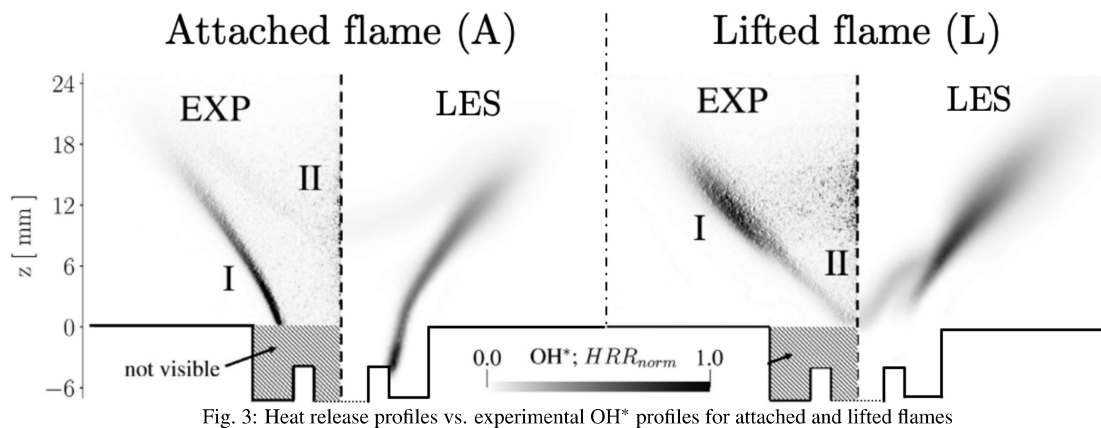 Attached flame (A)
Lifted flame (L)
24
18
12
6
0
−6
z [ mm ]
EXP
LES
I
II
not visible
EXP
LES
I
II
0.0 OH*; HRRnorm 1.0
Fig. 3: Heat release profiles vs. experimental OH* profiles for attached and lifted flames